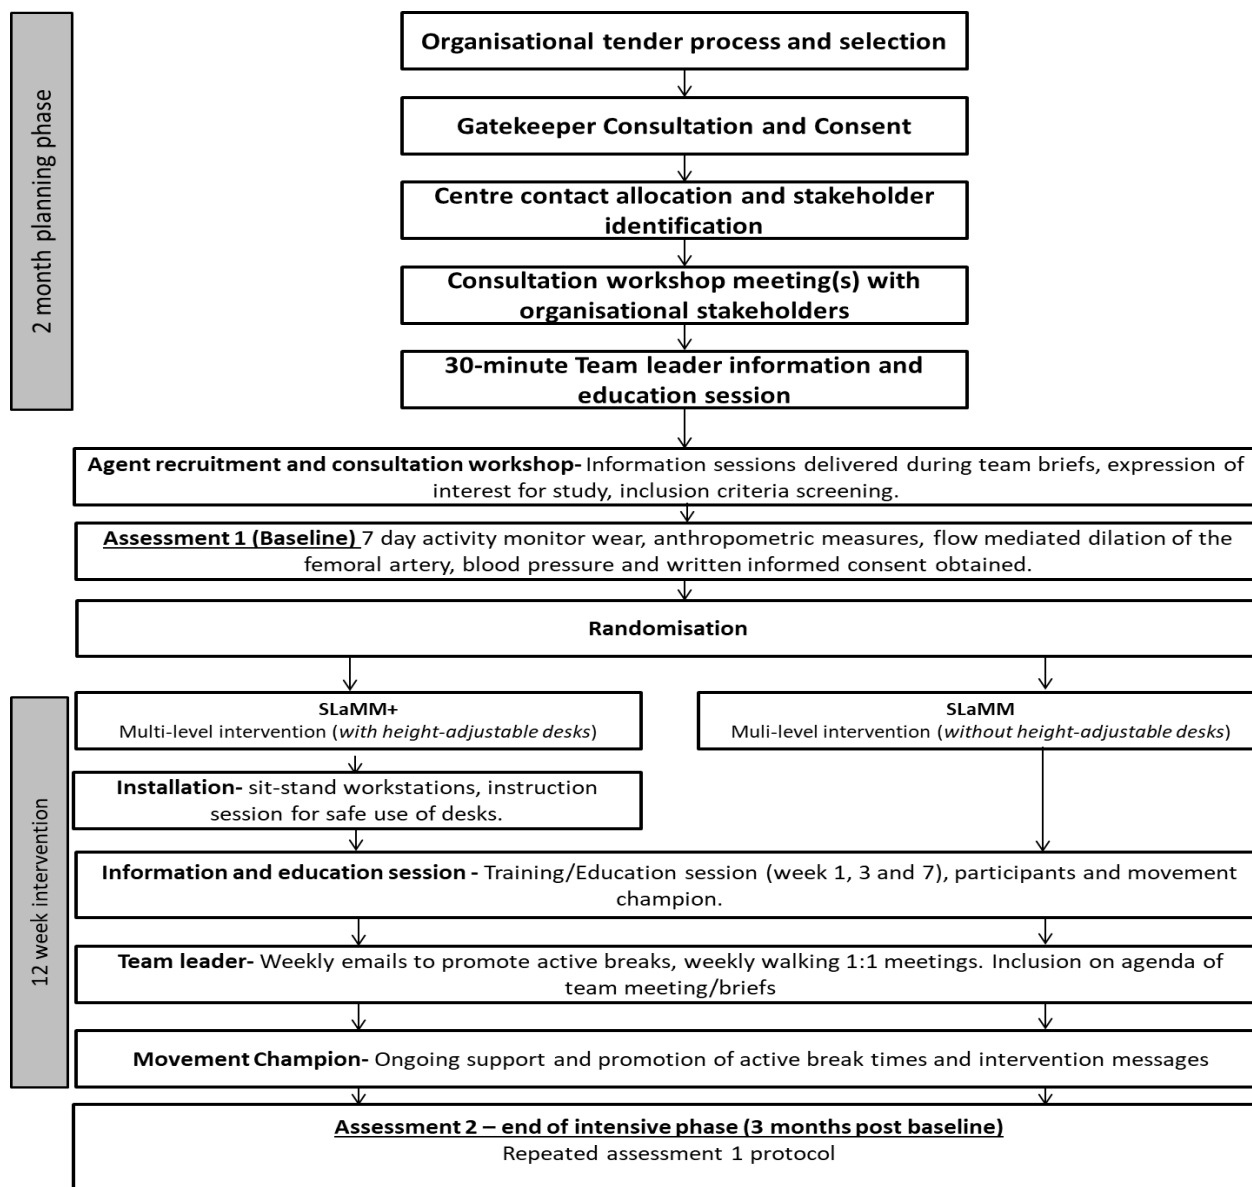 2 month planning phase
Organisational tender process and selection
Gatekeeper Consultation and Consent
Centre contact allocation and stakeholder
identification
Consultation workshop meeting(s) with
organisational stakeholders
30-minute Team leader information and
education session
Agent recruitment and consultation workshop- Information sessions delivered during team briefs, expression of
interest for study, inclusion criteria screening.
Assessment 1 (Baseline) 7 day activity monitor wear, anthropometric measures, flow mediated dilation of the
femoral artery, blood pressure and written informed consent obtained.
Randomisation
12 week intervention
SLaMM+
Multi-level intervention (with height-adjustable desks)
SLaMM
Muli-level intervention (without height-adjustable desks)
Installation- sit-stand workstations, instruction
session for safe use of desks.
Information and education session - Training/Education session (week 1, 3 and 7), participants and movement
champion.
Team leader- Weekly emails to promote active breaks, weekly walking 1:1 meetings. Inclusion on agenda of
team meeting/briefs
Movement Champion- Ongoing support and promotion of active break times and intervention messages
Assessment 2 – end of intensive phase (3 months post baseline)
Repeated assessment 1 protocol